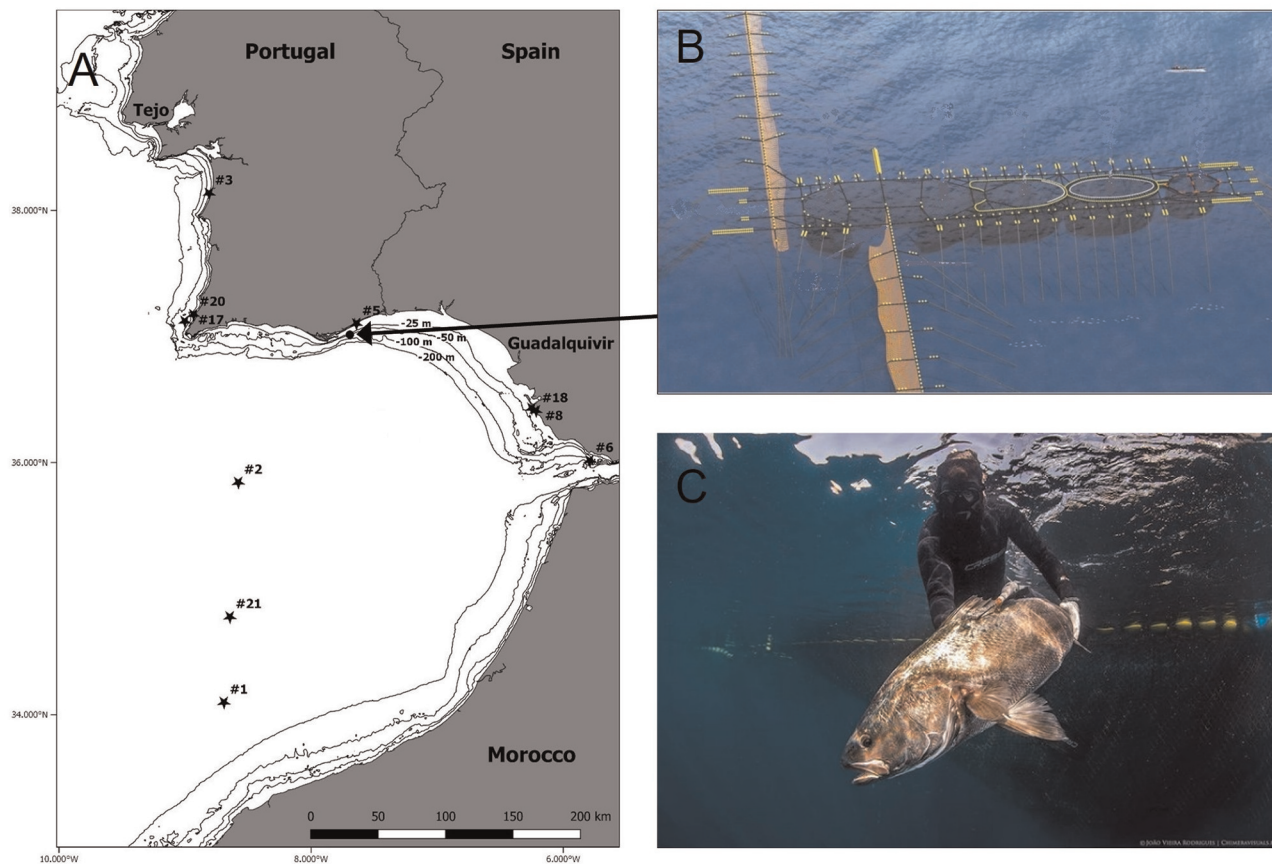 A
Portugal
Spain
Tejo
#3
38.000°N
#20
#17
#5
-25 m
-50 m
-100 m
-200 m
Guadalquivir
#18
#8
#6
36.000°N
#2
#21
#1
34.000°N
Morocco
0 50 100 150 200 km
10.000°W 8.000°W 6.000°W
B
C
CRESSI
© JOÃO VIEIRA RODRIGUES | CHIMERAVISUALS.